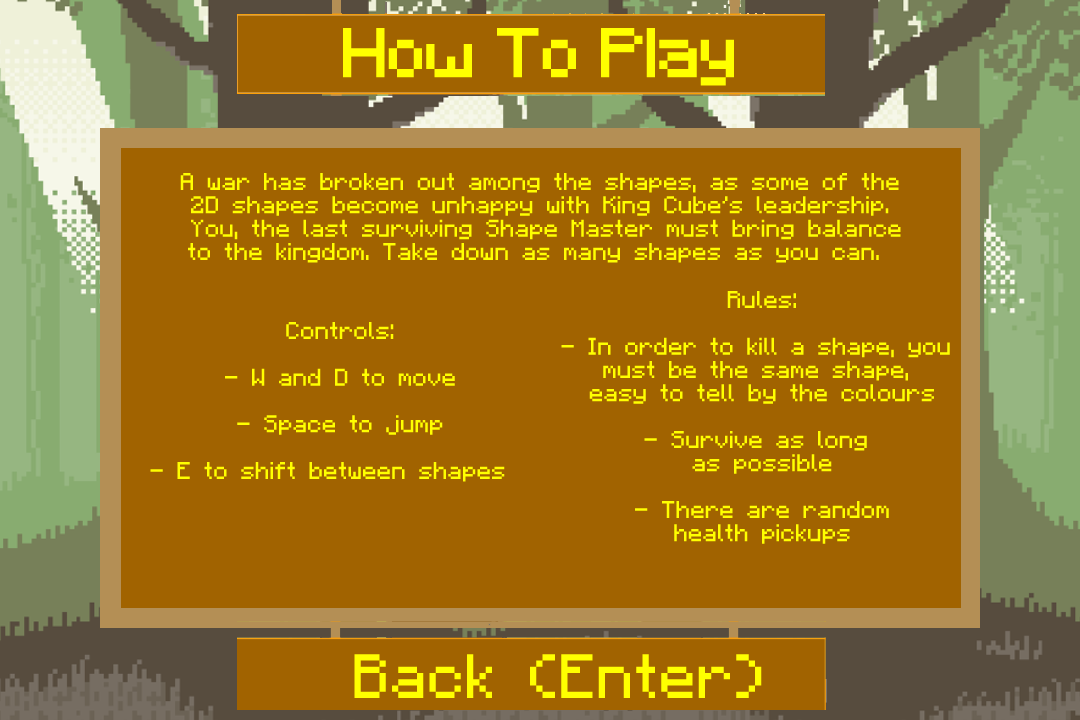 How To Play
A war has broken out among the shapes, as some of the
2D shapes become unhappy with King Cube's leadership.
You, the last surviving Shape Master must bring balance
to the kingdom. Take down as many shapes as you can.
Controls:
- W and D to move
- Space to jump
- E to shift between shapes
Rules:
- In order to kill a shape, you
must be the same shape,
easy to tell by the colours
- Survive as long
as possible
- There are random
health pickups
Back (Enter)